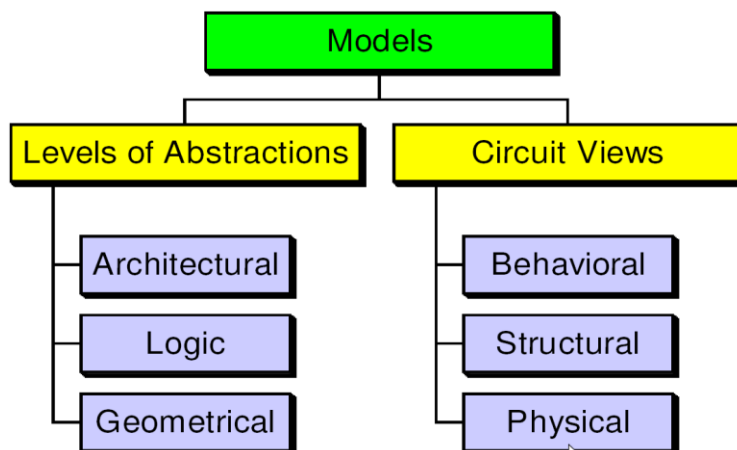 Models
Levels of Abstractions
Circuit Views
Architectural
Behavioral
Logic
Structural
Geometrical
Physical